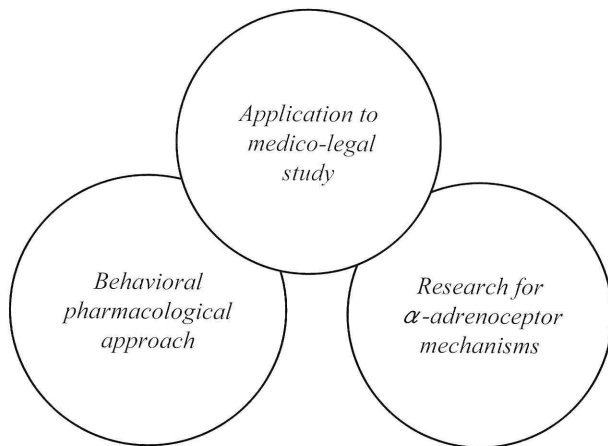 Application to
medico-legal
study
Behavioral
pharmacological
approach
Research for
α-adrenoceptor
mechanisms